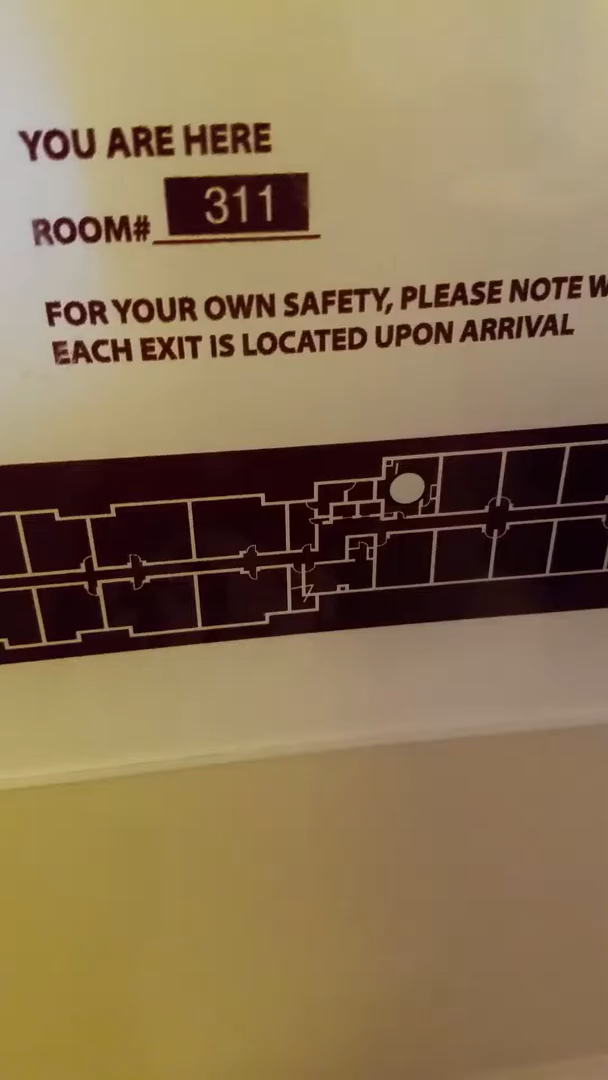 YOU ARE HERE
ROOM# 311
FOR YOUR OWN SAFETY, PLEASE NOTE
EACH EXIT IS LOCATED UPON ARRIVAL